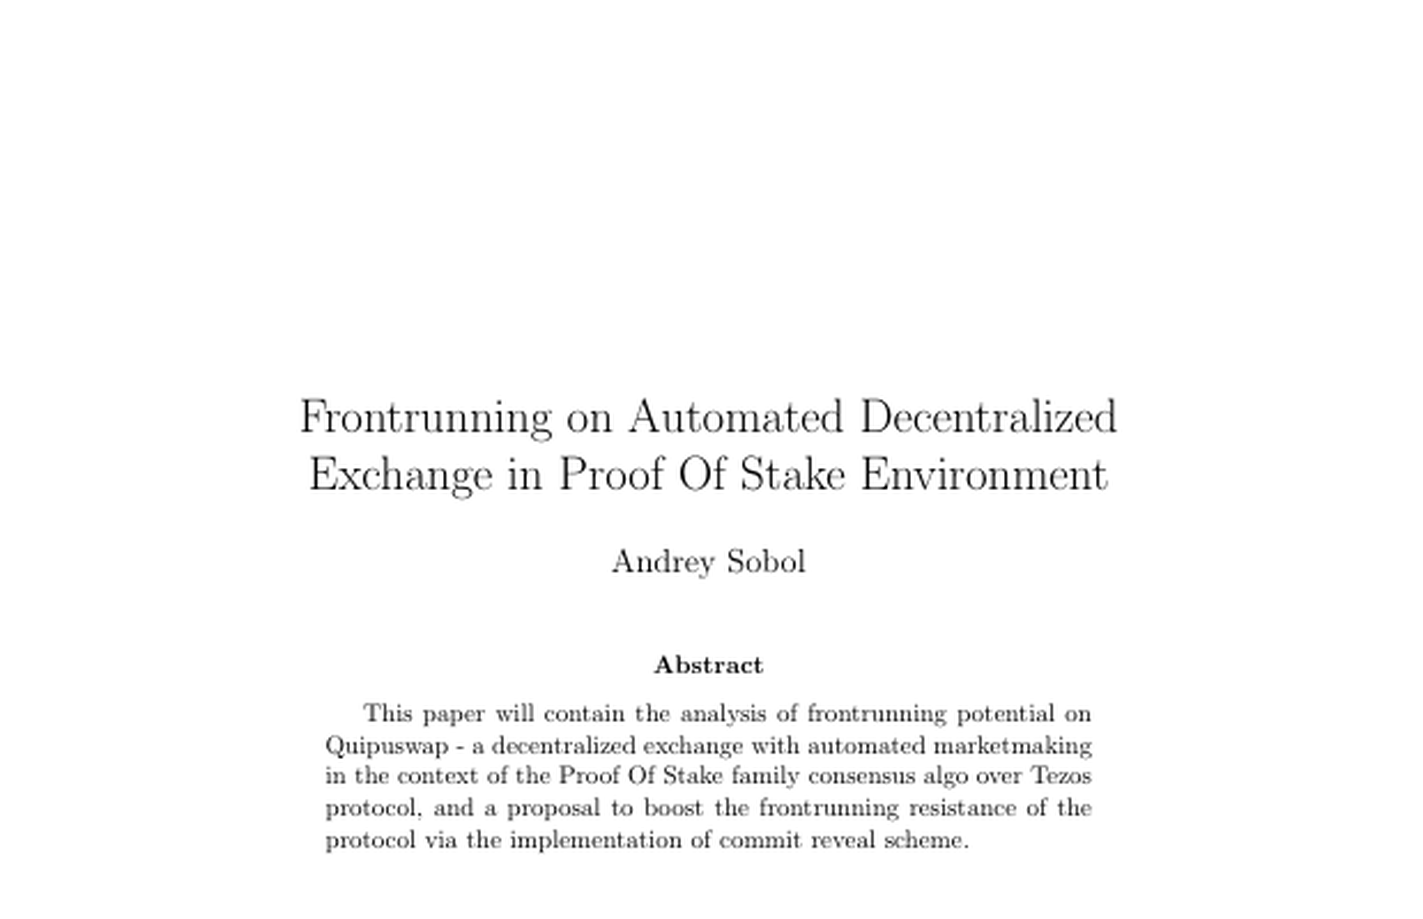 Frontrunning on Automated Decentralized
Exchange in Proof Of Stake Environment
Andrey Sobol
Abstract
This paper will contain the analysis of frontrunning potential on
Quipuswap - a decentralized exchange with automated marketmaking
in the context of the Proof Of Stake family consensus algo over Tezos
protocol, and a proposal to boost the frontrunning resistance of the
protocol via the implementation of commit reveal scheme.